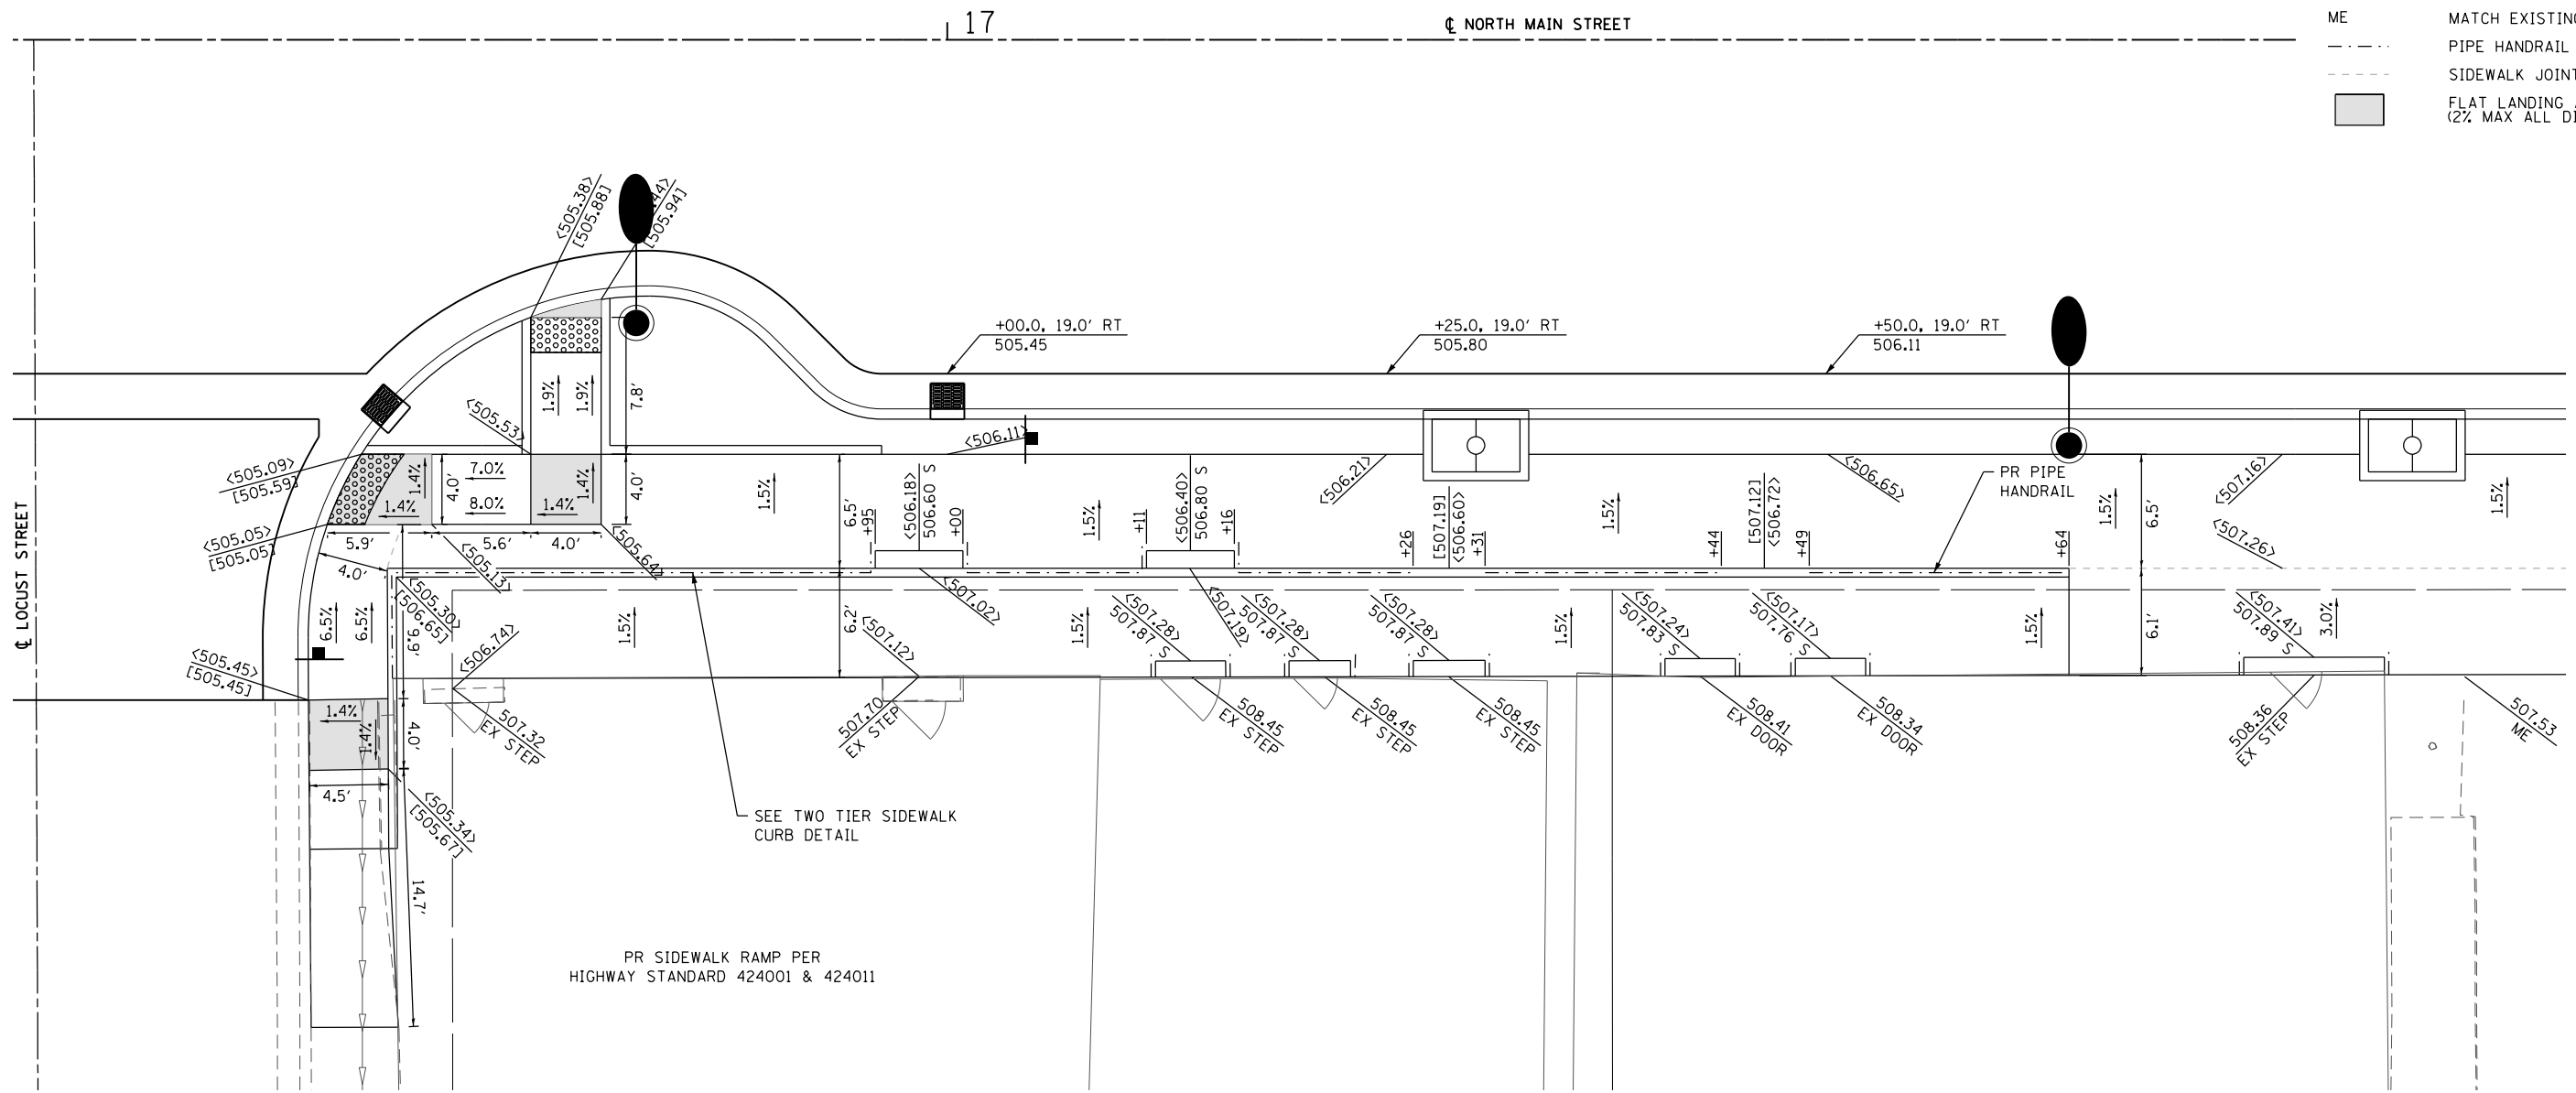 17
℄ NORTH MAIN STREET
ME
MATCH EXISTING
PIPE HANDRAIL
SIDEWALK JOINT
FLAT LANDING
(2% MAX ALL
<505.38>
[505.88]
[505.94]
+00.0, 19.0' RT
505.45
+25.0, 19.0' RT
505.80
+50.0, 19.0' RT
506.11
1.9%
1.9%
7.8'
<505.53>
<506.11>
<505.09>
[505.59]
1.4%
1.4%
4.0'
7.0%
8.0%
1.4%
1.4%
4.0'
1.5%
6.5'
+95
<506.18>
506.60 S
+00
1.5%
+11
<506.40>
506.80 S
+16
<506.21>
+26
[507.19]
<506.60>
+31
1.5%
+44
[507.12]
<506.72>
+49
<506.65>
PR PIPE
HANDRAIL
+64
1.5%
6.5'
<507.16>
<507.26>
1.5%
℄ LOCUST STREET
<505.05>
[505.05]
5.9'
5.6'
4.0'
4.0'
<505.13>
<505.64>
<505.30>
[506.65]
6.5%
6.5%
9.9'
<506.74>
1.5%
6.2'
<507.12>
<507.02>
1.5%
<507.28>
507.87 S
<507.19>
<507.28>
507.87 S
<507.28>
507.87 S
1.5%
<507.24>
507.83 S
<507.17>
507.76 S
1.5%
6.1'
<507.41>
507.89 S
3.0%
<505.45>
[505.45]
1.4%
1.4%
4.0'
4.5'
<505.34>
[505.67]
14.7'
507.32
EX STEP
507.70
EX STEP
508.45
EX STEP
508.45
EX STEP
508.45
EX STEP
508.41
EX DOOR
508.34
EX DOOR
508.36
EX STEP
507.53
ME
SEE TWO TIER SIDEWALK
CURB DETAIL
PR SIDEWALK RAMP PER
HIGHWAY STANDARD 424001 & 424011